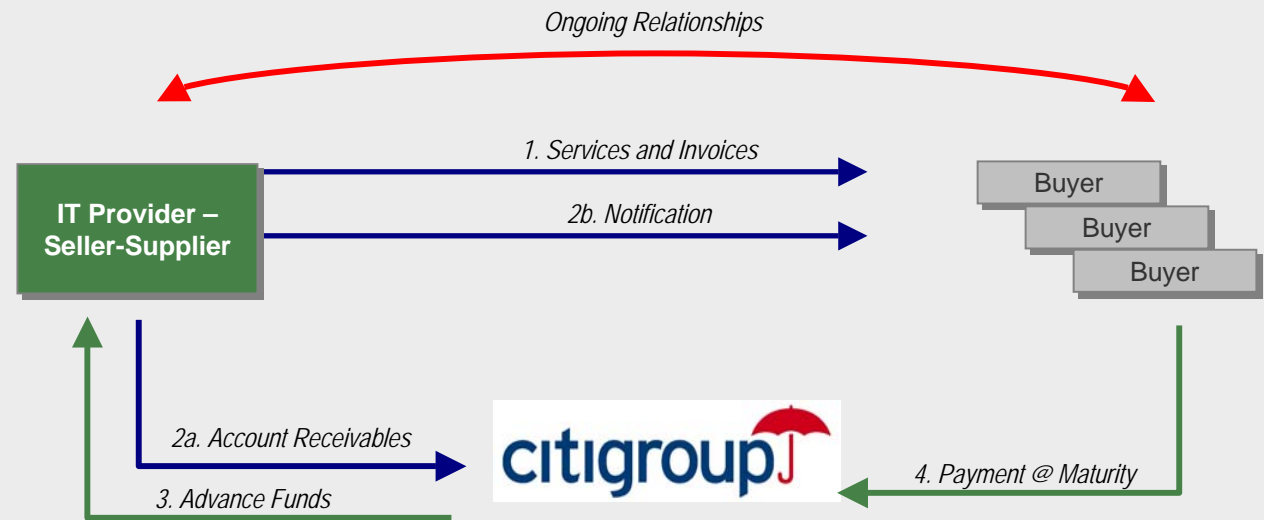 Ongoing Relationships
1. Services and Invoices
IT Provider –
Seller-Supplier
2b. Notification
Buyer
Buyer
Buyer
2a. Account Receivables
citigroup
3. Advance Funds
4. Payment @ Maturity